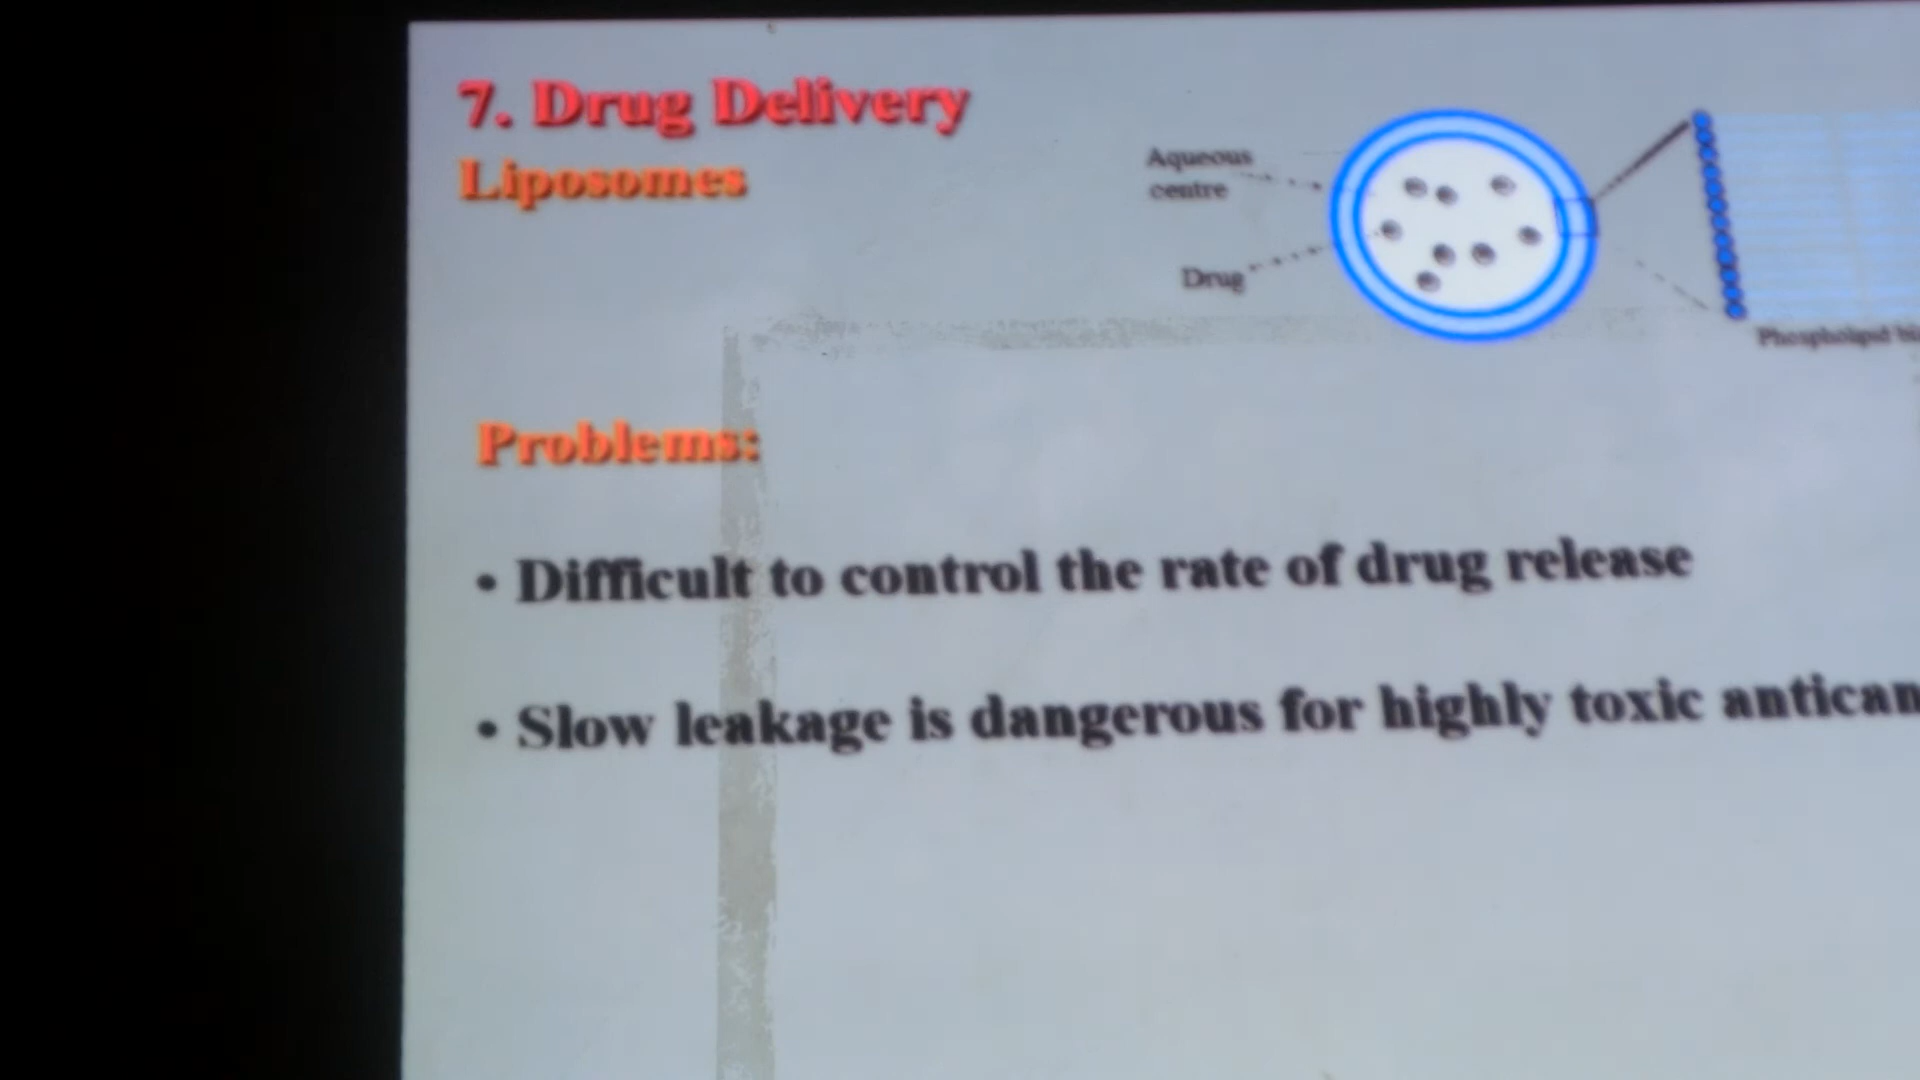 7. Drug Delivery
Liposomes
Aqueous
centre
Drug
Phospholipid
Problems:
• Difficult to control the rate of drug release
• Slow leakage is dangerous for highly toxic antican